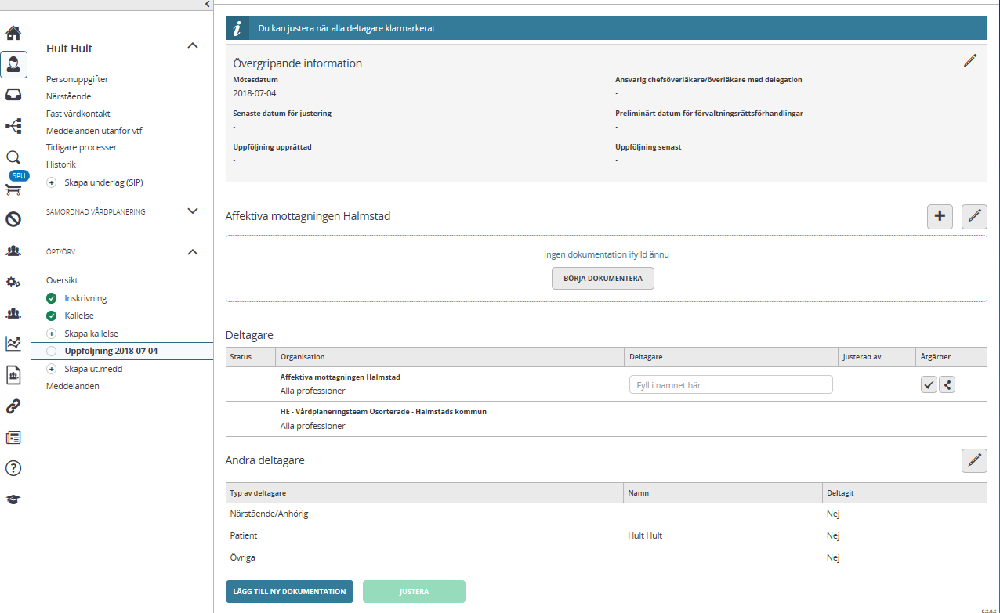 Du kan justera när alla deltagare klarmarkerat.
Hult Hult
Personuppgifter
Närstående
Fast vårdkontakt
Meddelanden utanför vtf
Tidigare processer
Historik
Skapa underlag (SIP)
SAMORDNAD VÅRDPLANERING
ÖPT/ÖRV
Översikt
Inskrivning
Kallelse
Skapa kallelse
Uppföljning 2018-07-04
Skapa ut.medd
Meddelanden
SPU
Övergripande information
Mötesdatum
2018-07-04
Ansvarig chefsöverläkare/överläkare med delegation
-
Senaste datum för justering
-
Preliminärt datum för förvaltningsrättsförhandlingar
-
Uppföljning upprättad
-
Uppföljning senast
-
Affektiva mottagningen Halmstad
Ingen dokumentation ifylld ännu
BÖRJA DOKUMENTERA
Deltagare
Status Organisation Deltagare Justerad av Åtgärder
Affektiva mottagningen Halmstad
Alla professioner
Fyll i namnet här...
HE - Vårdplaneringsteam Osorterade - Halmstads kommun
Alla professioner
Andra deltagare
Typ av deltagare Namn Deltagit
Närstående/Anhörig Nej
Patient Hult Hult Nej
Övriga Nej
LÄGG TILL NY DOKUMENTATION JUSTERA
C:2.8.2